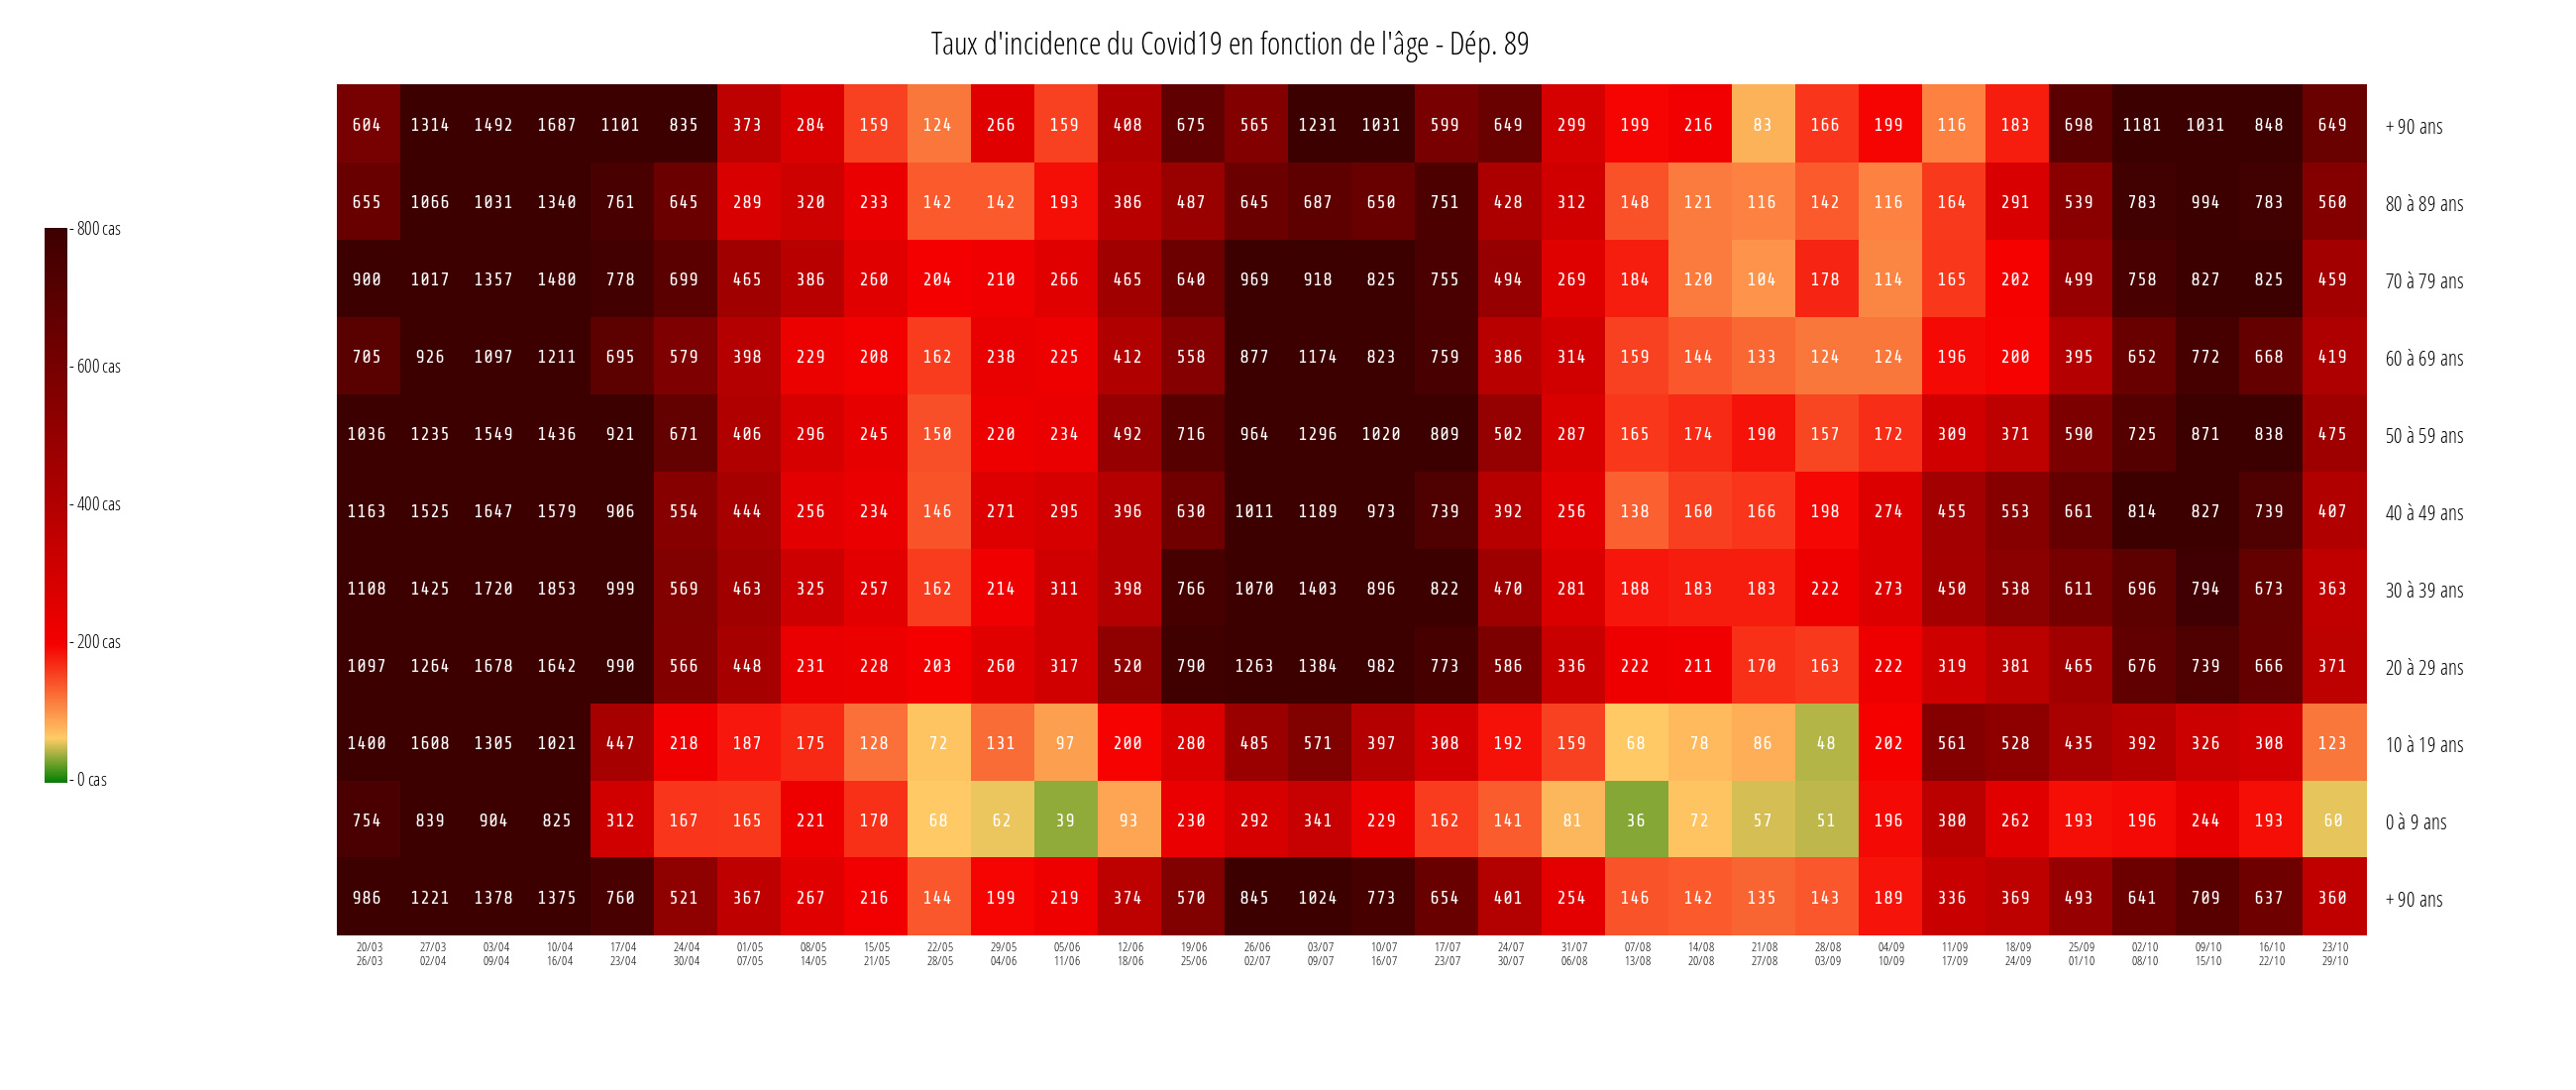 Taux d'incidence du Covid19 en fonction de l'âge - Dép. 89
604 1314 1492 1687 1101 835 373 284 159 124 266 159 408 675 565 1231 1031 599 649 299 199 216 83 166 199 116 183 698 1181 1031 848 649 + 90 ans
655 1066 1031 1340 761 645 289 320 233 142 142 193 386 487 645 687 650 751 428 312 148 121 116 142 116 164 291 539 783 994 783 560 80 à 89 ans
900 1017 1357 1480 778 699 465 386 260 204 210 266 465 640 969 918 825 755 494 269 184 120 104 178 114 165 202 499 758 827 825 459 70 à 79 ans
705 926 1097 1211 695 579 398 229 208 162 238 225 412 558 877 1174 823 759 386 314 159 144 133 124 124 196 200 395 652 772 668 419 60 à 69 ans
1036 1235 1549 1436 921 671 406 296 245 150 220 234 492 716 964 1296 1020 809 502 287 165 174 190 157 172 309 371 590 725 871 838 475 50 à 59 ans
1163 1525 1647 1579 906 554 444 256 234 146 271 295 396 630 1011 1189 973 739 392 256 138 160 166 198 274 455 553 661 814 827 739 407 40 à 49 ans
1108 1425 1720 1853 999 569 463 325 257 162 214 311 398 766 1070 1403 896 822 470 281 188 183 183 222 273 450 538 611 696 794 673 363 30 à 39 ans
1097 1264 1678 1642 990 566 448 231 228 203 260 317 520 790 1263 1384 982 773 586 336 222 211 170 163 222 319 381 465 676 739 666 371 20 à 29 ans
1400 1608 1305 1021 447 218 187 175 128 72 131 97 200 280 485 571 397 308 192 159 68 78 86 48 202 561 528 435 392 326 308 123 10 à 19 ans
754 839 904 825 312 167 165 221 170 68 62 39 93 230 292 341 229 162 141 81 36 72 57 51 196 380 262 193 196 244 193 60 0 à 9 ans
986 1221 1378 1375 760 521 367 267 216 144 199 219 374 570 845 1024 773 654 401 254 146 142 135 143 189 336 369 493 641 709 637 360 + 90 ans
20/03 27/03 03/04 10/04 17/04 24/04 01/05 08/05 15/05 22/05 29/05 05/06 12/06 19/06 26/06 03/07 10/07 17/07 24/07 31/07 07/08 14/08 21/08 28/08 04/09 11/09 18/09 25/09 02/10 09/10 16/10 23/10
26/03 02/04 09/04 16/04 23/04 30/04 07/05 14/05 21/05 28/05 04/06 11/06 18/06 25/06 02/07 09/07 16/07 23/07 30/07 06/08 13/08 20/08 27/08 03/09 10/09 17/09 24/09 01/10 08/10 15/10 22/10 29/10
- 800 cas
- 600 cas
- 400 cas
- 200 cas
- 0 cas